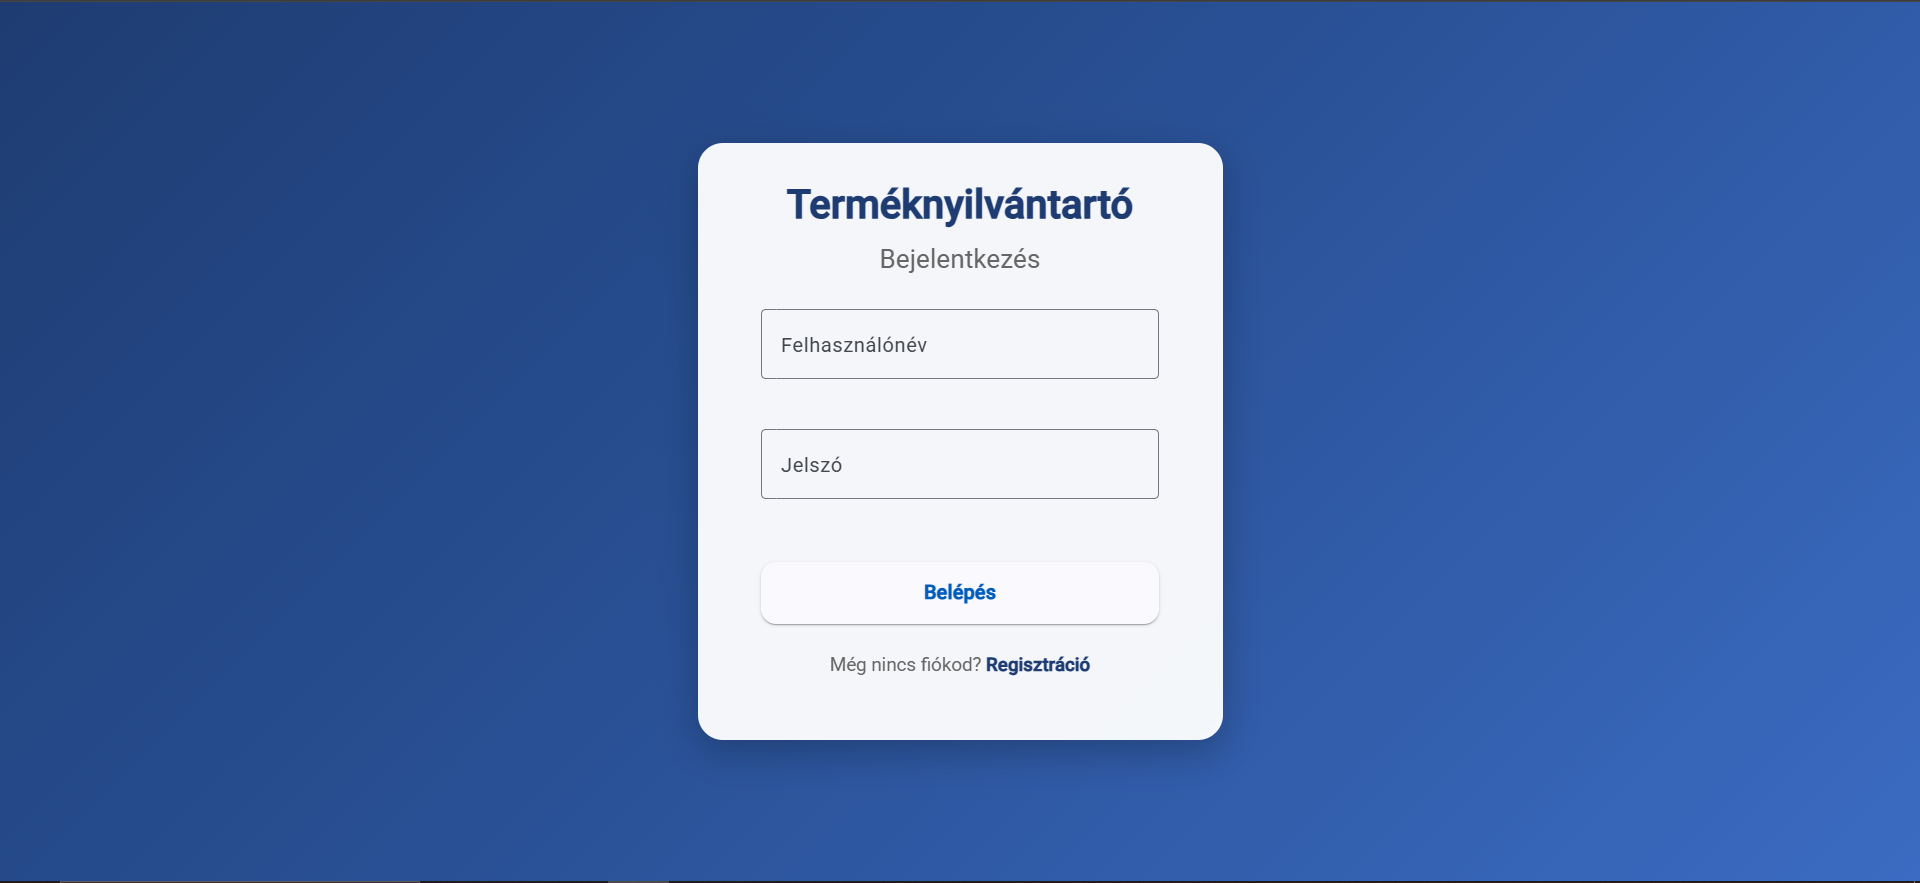 Terméknyilvántartó
Bejelentkezés
Felhasználónév
Jelszó
Belépés
Még nincs fiókod? Regisztráció